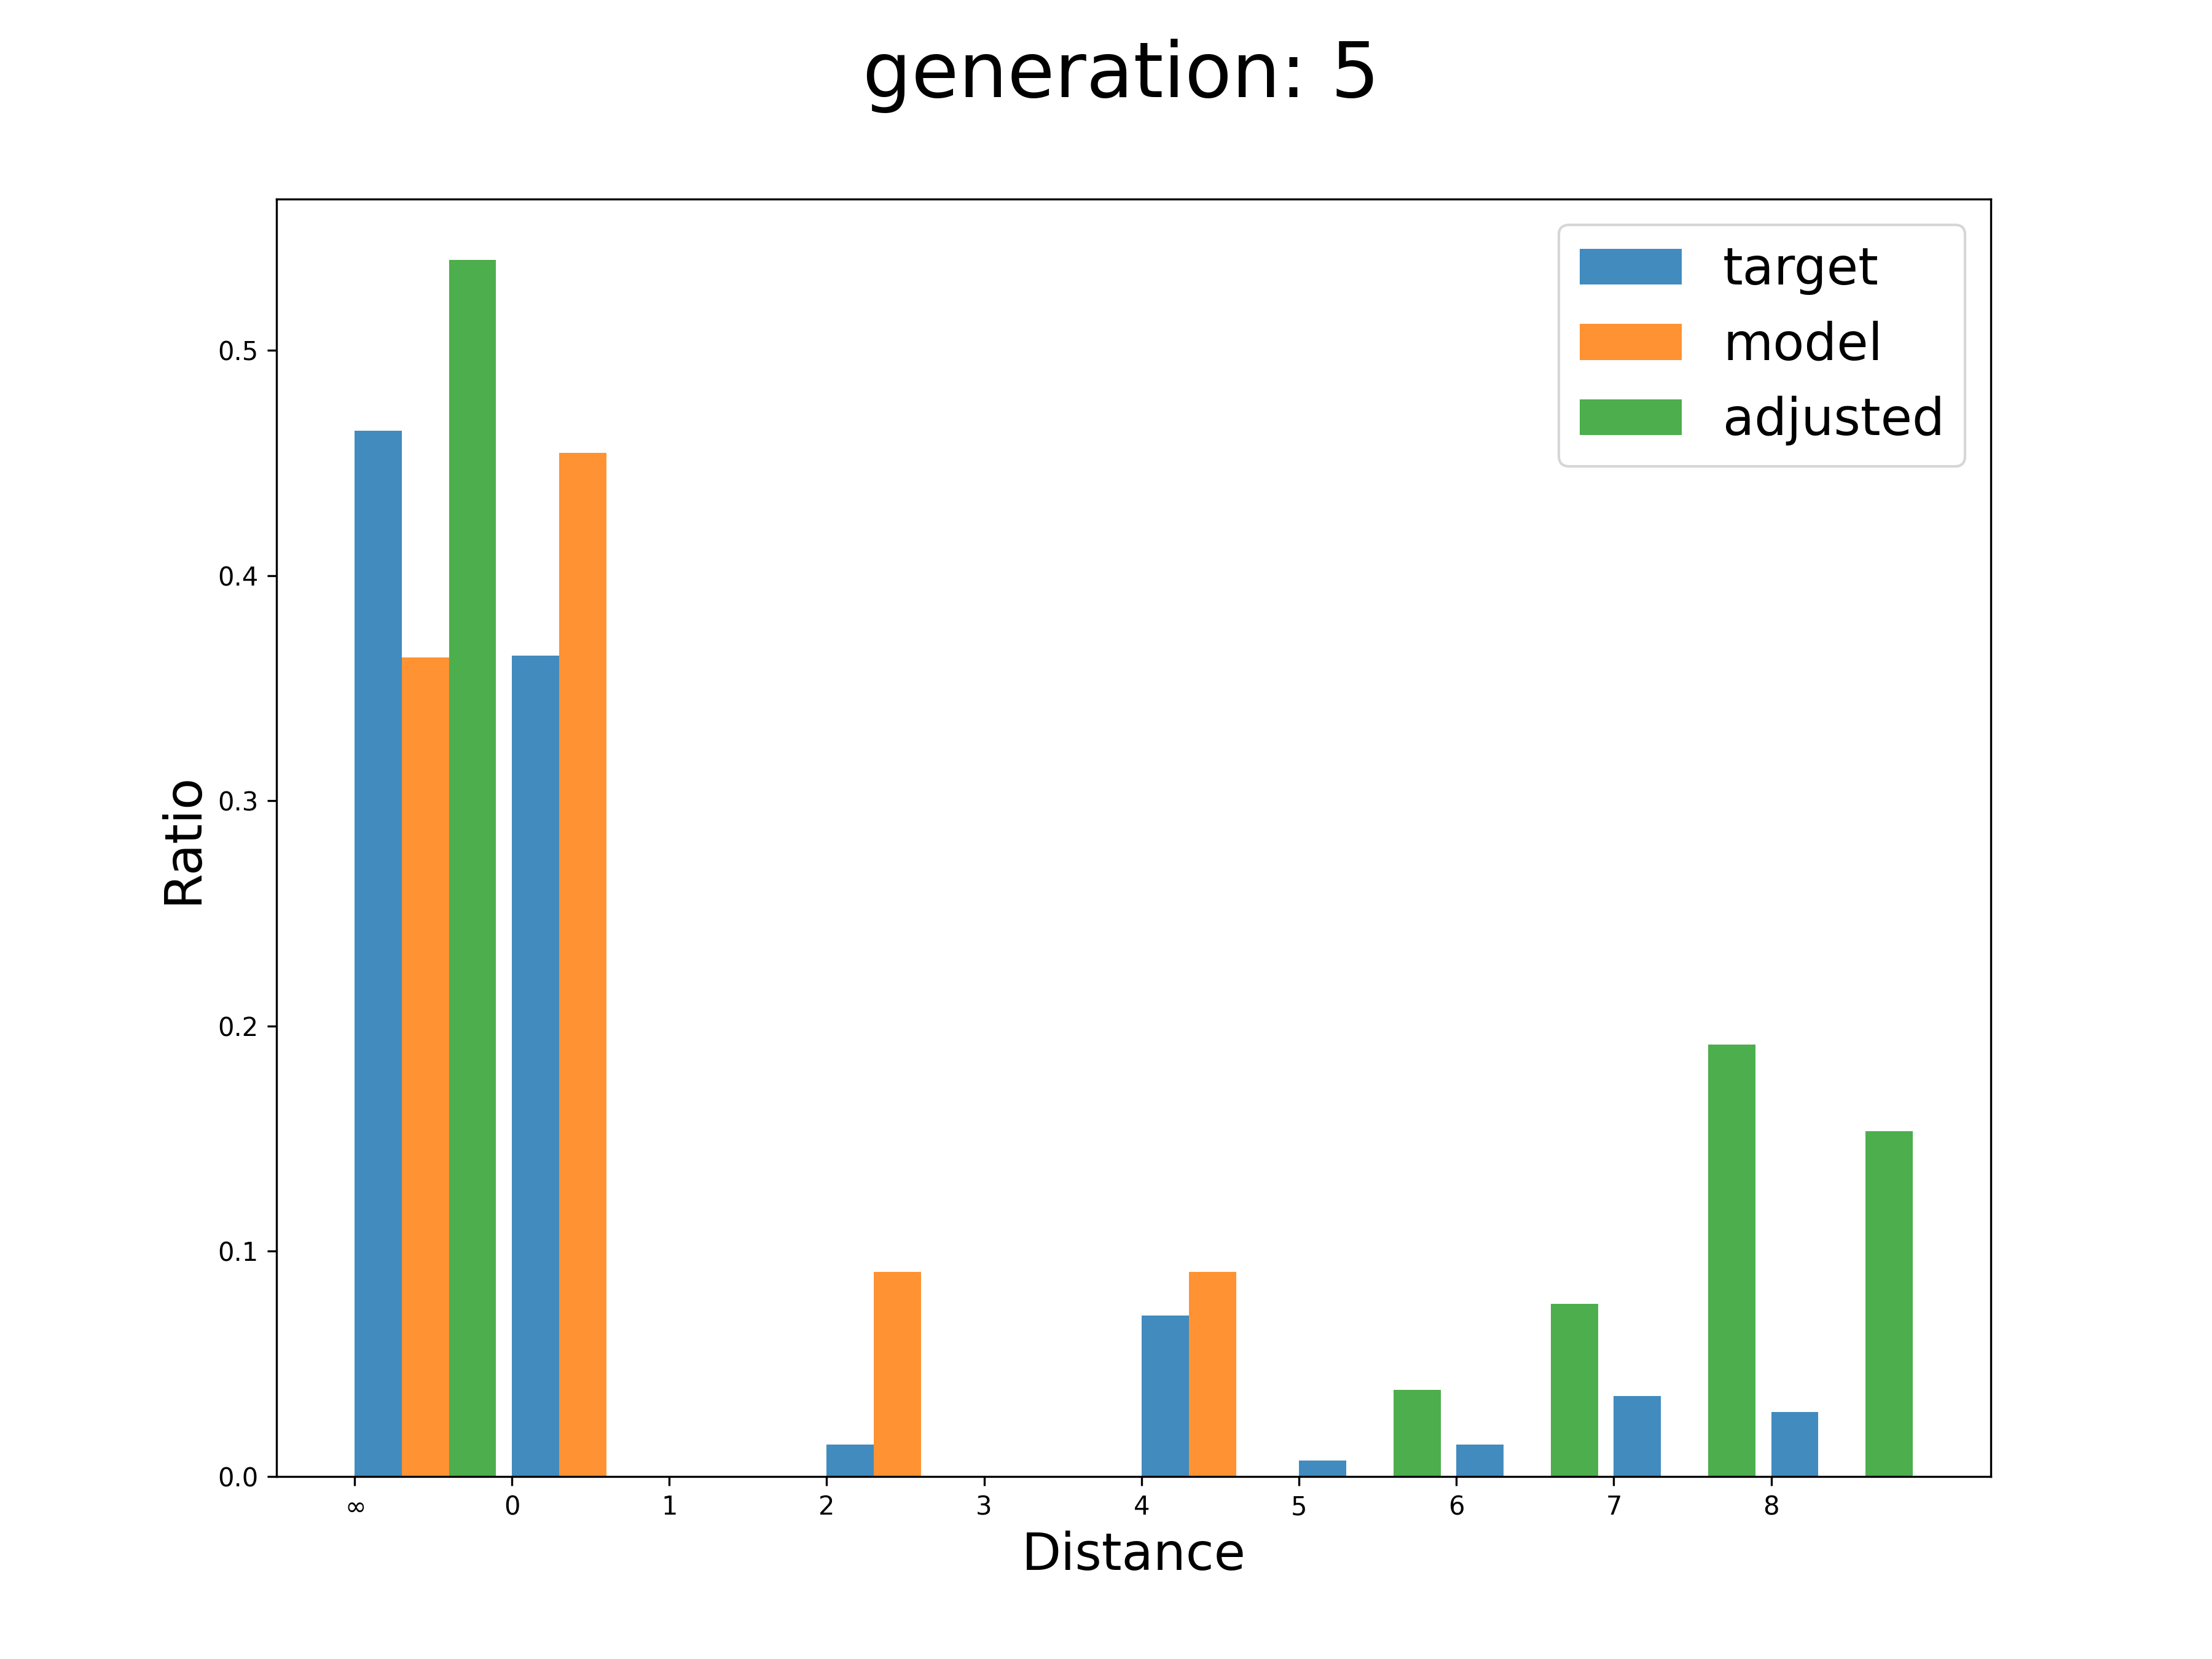 generation: 5
target
model
adjusted
0.5
0.4
0.3
0.2
0.1
0.0
Ratio
∞ 0 1 2 3 4 5 6 7 8
Distance